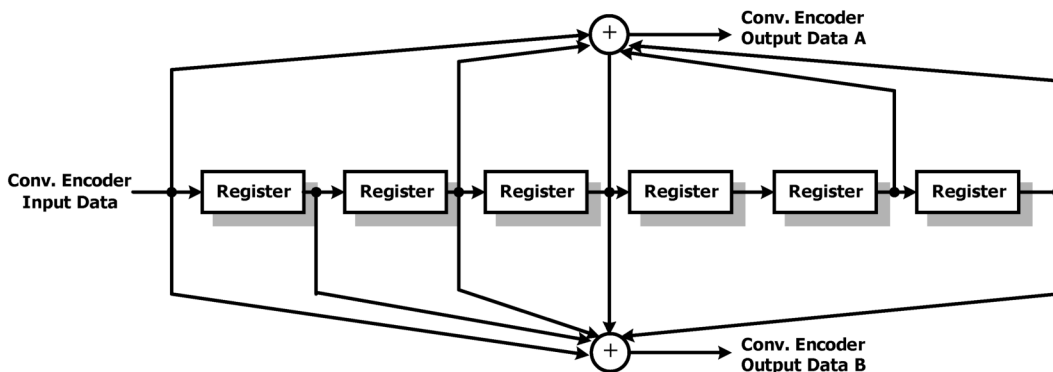 Conv. Encoder
Output Data A
+
Conv. Encoder
Input Data
Register
Register
Register
Register
Register
Register
+
Conv. Encoder
Output Data B